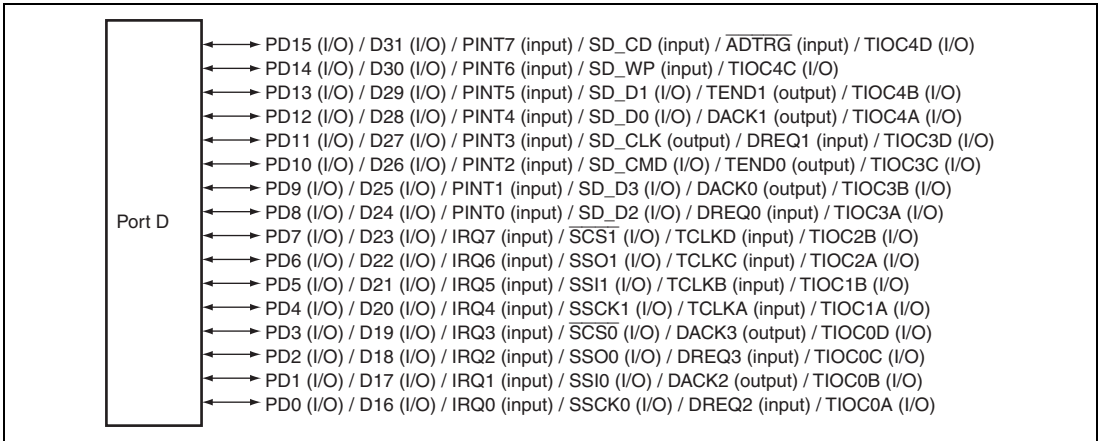 PD15 (I/O) / D31 (I/O) / PINT7 (input) / SD_CD (input) / A̅D̅T̅R̅G̅ (input) / TIOC4D (I/O)
PD14 (I/O) / D30 (I/O) / PINT6 (input) / SD_WP (input) / TIOC4C (I/O)
PD13 (I/O) / D29 (I/O) / PINT5 (input) / SD_D1 (I/O) / TEND1 (output) / TIOC4B (I/O)
PD12 (I/O) / D28 (I/O) / PINT4 (input) / SD_D0 (I/O) / DACK1 (output) / TIOC4A (I/O)
PD11 (I/O) / D27 (I/O) / PINT3 (input) / SD_CLK (output) / DREQ1 (input) / TIOC3D (I/O)
PD10 (I/O) / D26 (I/O) / PINT2 (input) / SD_CMD (I/O) / TEND0 (output) / TIOC3C (I/O)
PD9 (I/O) / D25 (I/O) / PINT1 (input) / SD_D3 (I/O) / DACK0 (output) / TIOC3B (I/O)
PD8 (I/O) / D24 (I/O) / PINT0 (input) / SD_D2 (I/O) / DREQ0 (input) / TIOC3A (I/O)
Port D
PD7 (I/O) / D23 (I/O) / IRQ7 (input) / S̅C̅S̅1̅ (I/O) / TCLKD (input) / TIOC2B (I/O)
PD6 (I/O) / D22 (I/O) / IRQ6 (input) / SSO1 (I/O) / TCLKC (input) / TIOC2A (I/O)
PD5 (I/O) / D21 (I/O) / IRQ5 (input) / SSI1 (I/O) / TCLKB (input) / TIOC1B (I/O)
PD4 (I/O) / D20 (I/O) / IRQ4 (input) / SSCK1 (I/O) / TCLKA (input) / TIOC1A (I/O)
PD3 (I/O) / D19 (I/O) / IRQ3 (input) / S̅C̅S̅0̅ (I/O) / DACK3 (output) / TIOC0D (I/O)
PD2 (I/O) / D18 (I/O) / IRQ2 (input) / SSO0 (I/O) / DREQ3 (input) / TIOC0C (I/O)
PD1 (I/O) / D17 (I/O) / IRQ1 (input) / SSI0 (I/O) / DACK2 (output) / TIOC0B (I/O)
PD0 (I/O) / D16 (I/O) / IRQ0 (input) / SSCK0 (I/O) / DREQ2 (input) / TIOC0A (I/O)